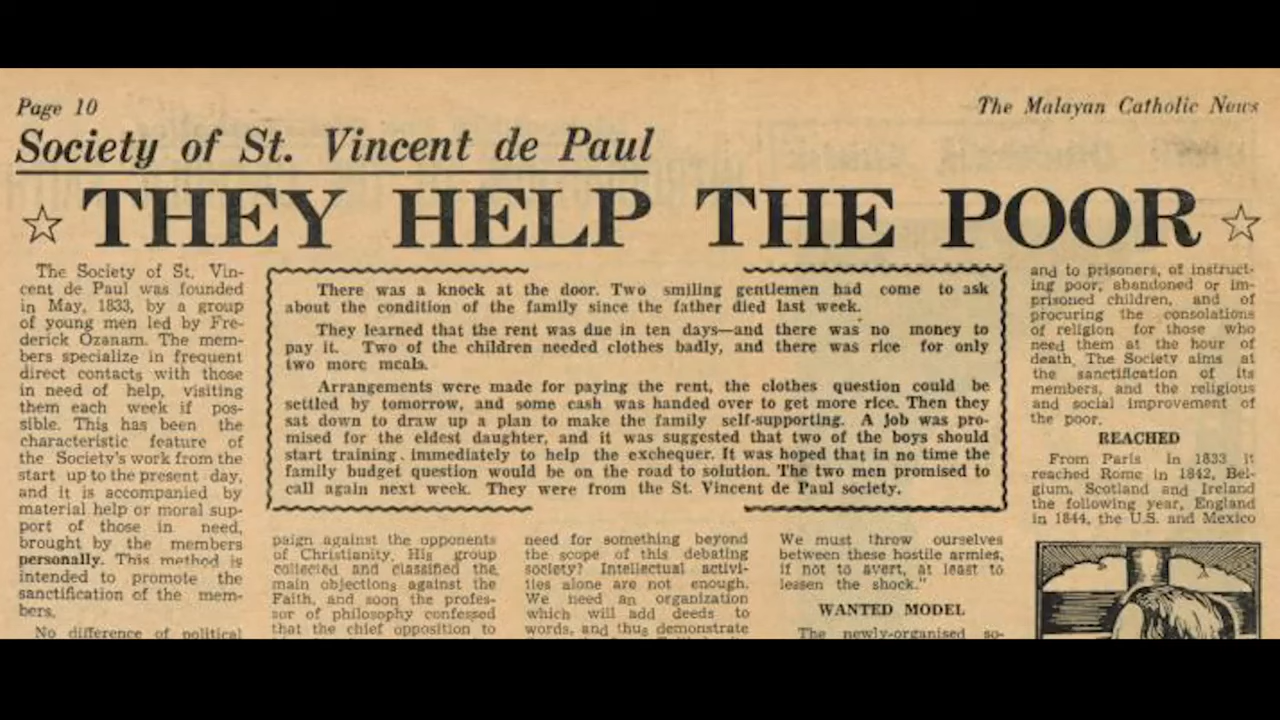 Page 10
The Malayan Catholic News
Society of St. Vincent de Paul
THEY HELP THE POOR
The Society of St. Vin-
cent de Paul was founded
in May, 1833, by a group
of young men led by Fre-
derick Ozanam. The mem-
bers specialize in frequent
direct contacts with those
in need of help, visiting
them each week if pos-
sible. This has been the
characteristic feature of
the Society's work from the
start up to the present day,
and it is accompanied by
material help or moral sup-
port of those in need,
brought by the members
personally. This method is
intended to promote the
sanctification of the mem-
bers.
No difference of political
There was a knock at the door. Two smiling gentlemen had come to ask
about the condition of the family since the father died last week.
They learned that the rent was due in ten days—and there was no money to
pay it. Two of the children needed clothes badly, and there was rice for only
two more meals.
Arrangements were made for paying the rent, the clothes question could be
settled by tomorrow, and some cash was handed over to get more rice. Then they
sat down to draw up a plan to make the family self-supporting. A job was pro-
mised for the eldest daughter, and it was suggested that two of the boys should
start training immediately to help the exchequer. It was hoped that in no time the
family budget question would be on the road to solution. The two men promised to
call again next week. They were from the St. Vincent de Paul society.
paign against the opponents
of Christianity. His group
collected and classified the
main objections against the
Faith, and soon the profes-
sor of philosophy confessed
that the chief opposition to
need for something beyond
the scope of this debating
society? Intellectual activi-
ties alone are not enough.
We need an organization
which will add deeds to
words, and thus demonstrate
We must throw ourselves
between these hostile armies,
if not to avert, at least to
lessen the shock."
WANTED MODEL
The newly-organised so-
and to prisoners, of instruct-
ing poor, abandoned or im-
prisoned children, and of
procuring the consolations
of religion for those who
need them at the hour of
death. The Society aims at
the sanctification of its
members, and the religious
and social improvement of
the poor.
REACHED
From Paris in 1833 it
reached Rome in 1842, Bel-
gium, Scotland and Ireland
the following year, England
in 1844, the U.S. and Mexico